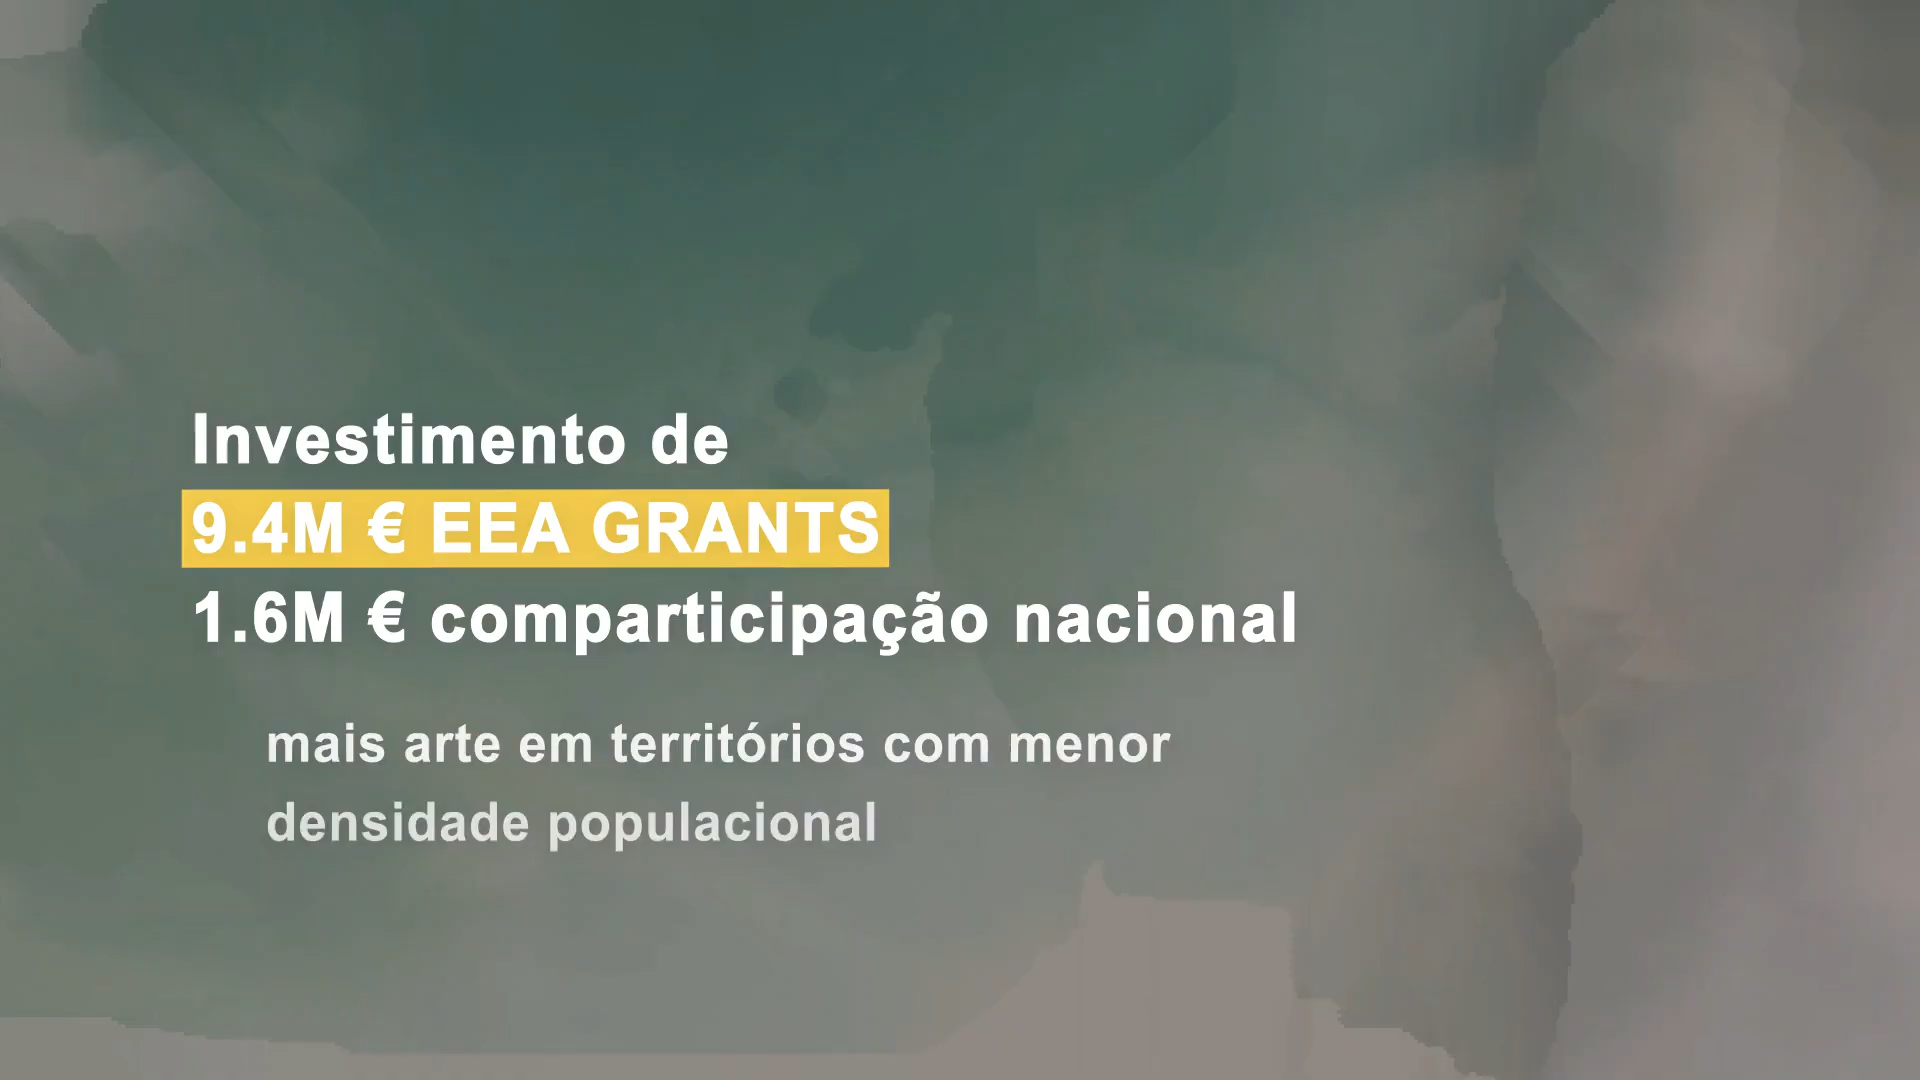 Investimento de
9.4M € EEA GRANTS
1.6M € comparticipação nacional
mais arte em territórios com menor
densidade populacional